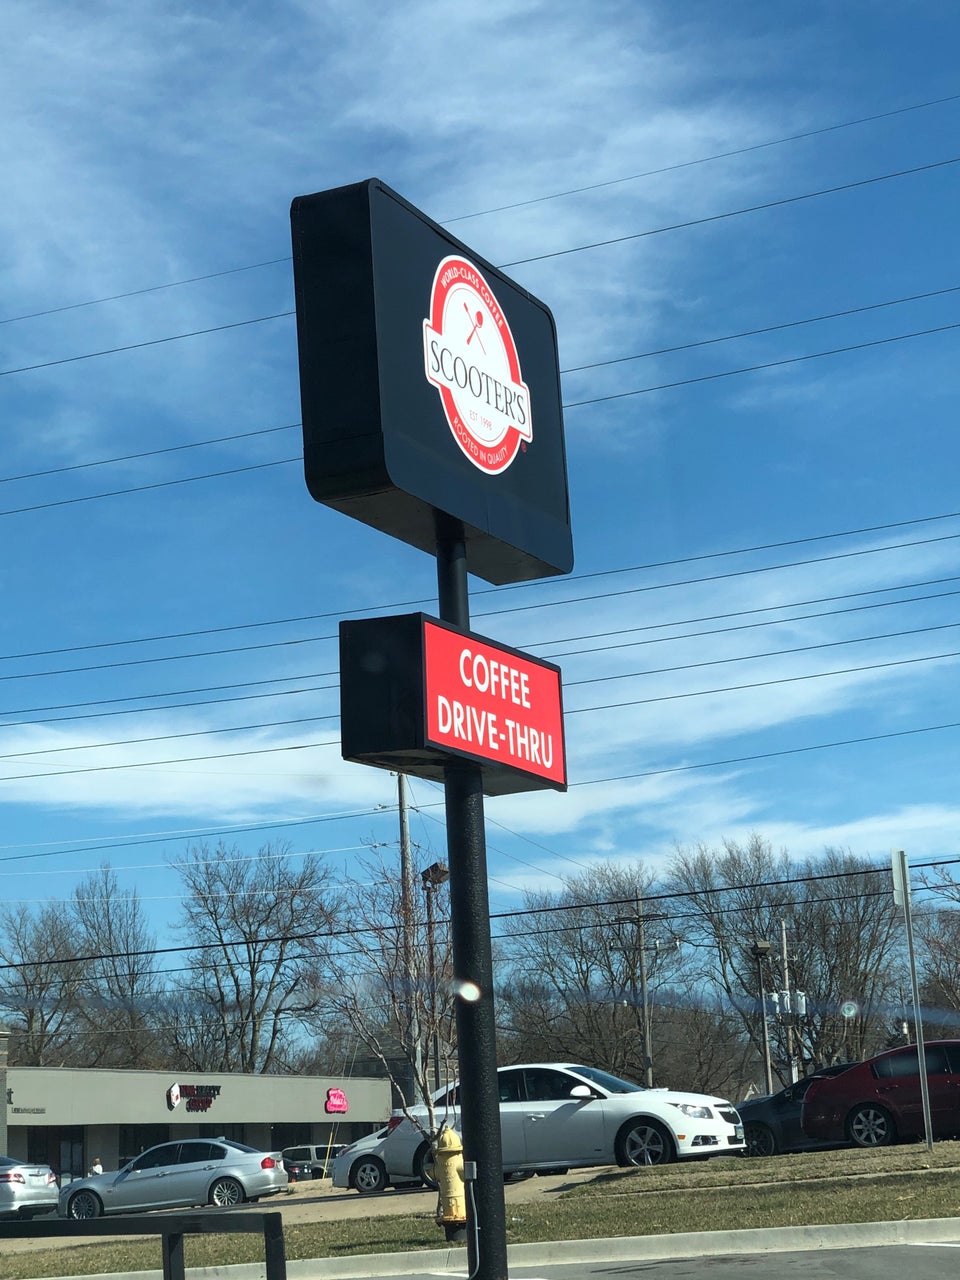 WORLD-CLASS COFFEE
SCOOTER'S
EST. 1998
ROOTED IN QUALITY
®
COFFEE
DRIVE-THRU